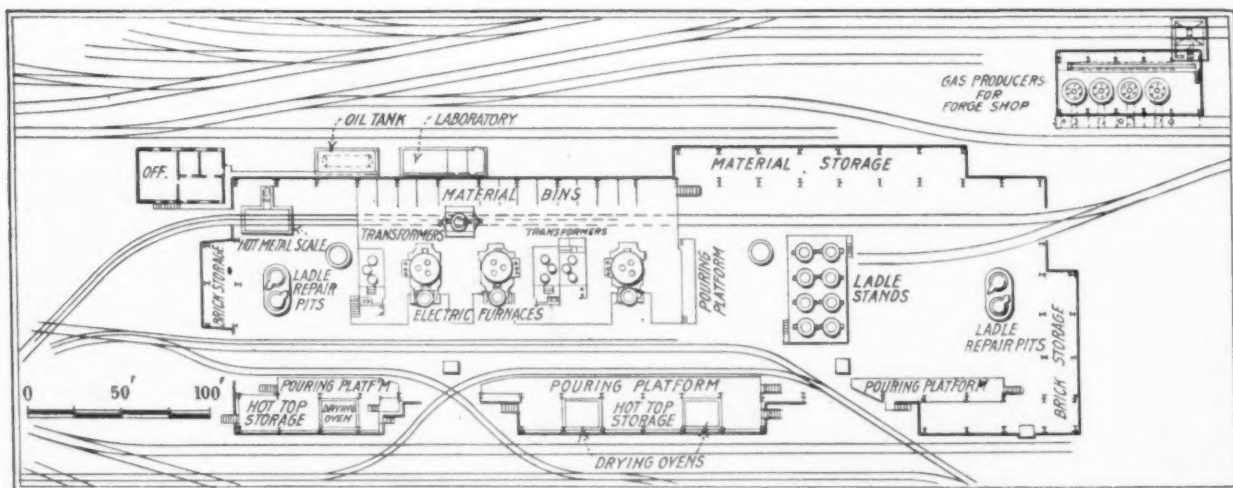 GAS PRODUCERS
FOR
FORGE SHOP
OIL TANK
LABORATORY
OFF.
MATERIAL STORAGE
MATERIAL BINS
HOT METAL SCALE
TRANSFORMERS
TRANSFORMERS
BRICK STORAGE
LADLE
REPAIR
PITS
ELECTRIC FURNACES
POURING
PLATFORM
LADLE
STANDS
LADLE
REPAIR PITS
BRICK STORAGE
0 50' 100'
POURING PLATF'M
HOT TOP
STORAGE
DRYING
OVEN
POURING PLATFORM
HOT TOP
STORAGE
POURING PLATFORM
DRYING OVENS